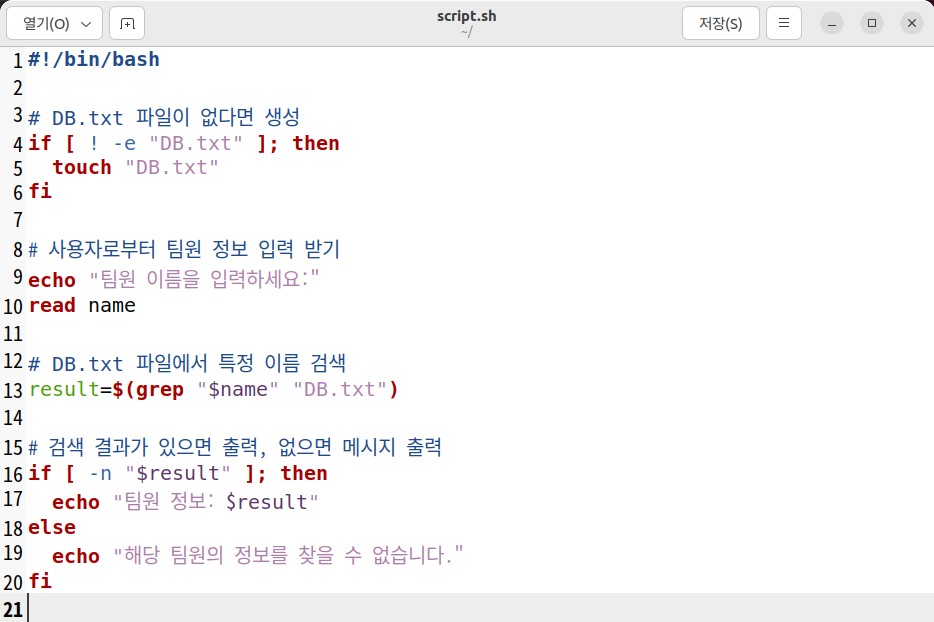 열기(O)
script.sh
~/
저장(S)
1 #!/bin/bash
2
3 # DB.txt 파일이 없다면 생성
4 if [ ! -e "DB.txt" ]; then
5   touch "DB.txt"
6 fi
7
8 # 사용자로부터 팀원 정보 입력 받기
9 echo "팀원 이름을 입력하세요:"
10 read name
11
12 # DB.txt 파일에서 특정 이름 검색
13 result=$(grep "$name" "DB.txt")
14
15 # 검색 결과가 있으면 출력, 없으면 메시지 출력
16 if [ -n "$result" ]; then
17   echo "팀원 정보: $result"
18 else
19   echo "해당 팀원의 정보를 찾을 수 없습니다."
20 fi
21